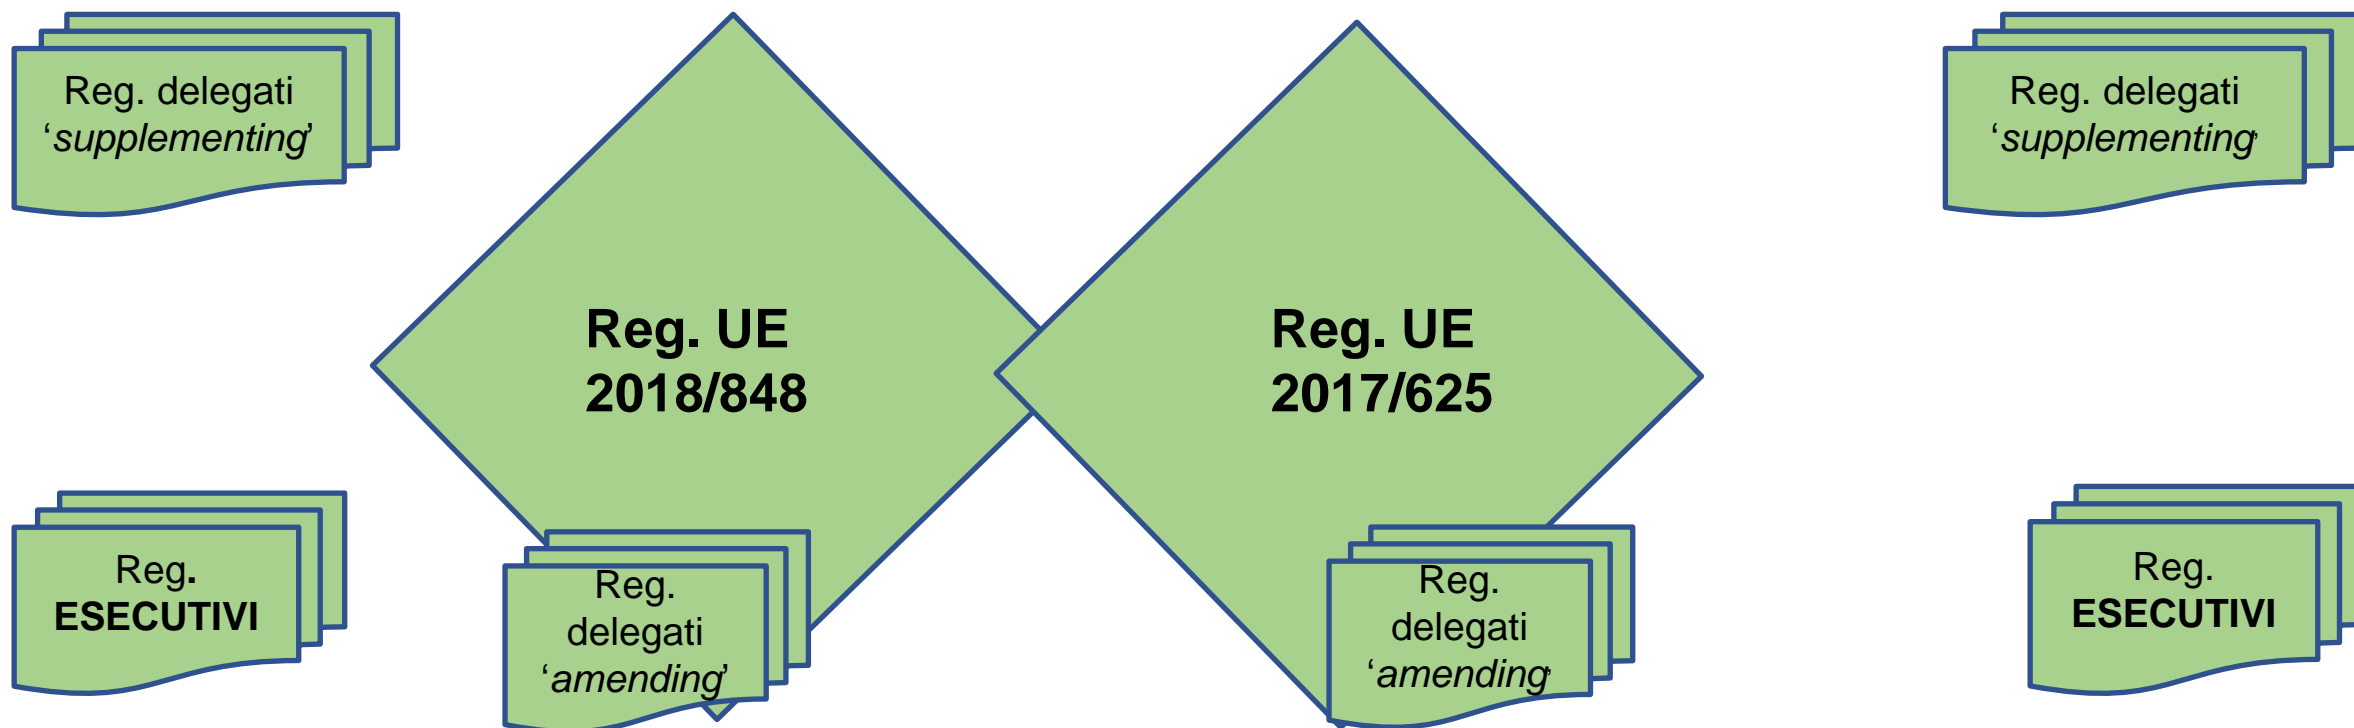 Reg. delegati
‘supplementing’
Reg. UE
2018/848
Reg. UE
2017/625
Reg. delegati
‘supplementing’
Reg.
ESECUTIVI
Reg.
delegati
‘amending’
Reg.
delegati
‘amending’
Reg.
ESECUTIVI